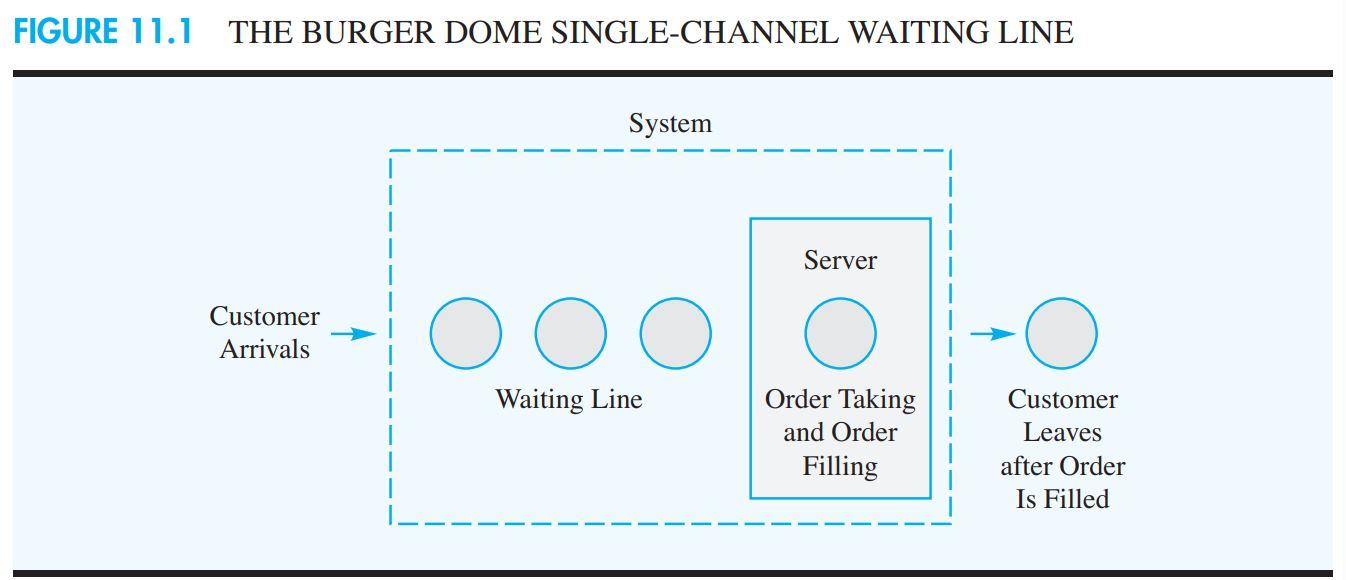 FIGURE 11.1 THE BURGER DOME SINGLE-CHANNEL WAITING LINE
System
Customer
Arrivals
Waiting Line
Server
Order Taking
and Order
Filling
Customer
Leaves
after Order
Is Filled